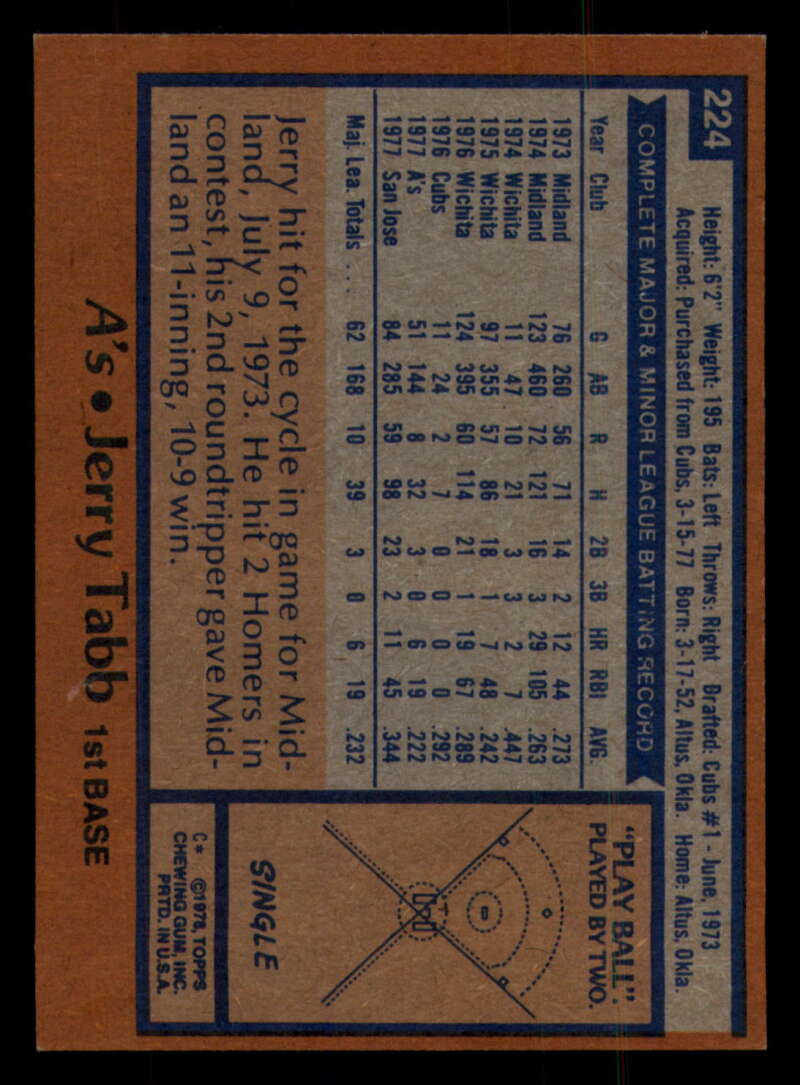 224
Height: 6'2" Weight: 195 Bats: Left Throws: Right Drafted: Cubs #1 - June, 1973
Acquired: Purchased from Cubs, 3-15-77 Born: 3-17-52, Altus, Okla. Home: Altus, Okla.
COMPLETE MAJOR & MINOR LEAGUE BATTING RECORD
Year Club G AB R H 2B 3B HR RBI AVG.
1973 Midland 76 260 56 71 14 2 12 44 .273
1974 Midland 123 460 72 121 16 3 29 105 .263
1974 Wichita 11 47 10 21 3 3 2 7 .447
1975 Wichita 97 355 57 86 18 1 7 48 .242
1976 Wichita 124 395 60 114 21 1 19 67 .289
1976 Cubs 11 24 2 7 0 0 0 0 .292
1977 A's 51 144 8 32 3 0 6 19 .222
1977 San Jose 84 285 59 98 23 2 11 45 .344
Maj. Lea. Totals ... 62 168 10 39 3 0 6 19 .232
Jerry hit for the cycle in game for Mid-
land, July 9, 1973. He hit 2 Homers in
contest, his 2nd roundtripper gave Mid-
land an 11-inning, 10-9 win.
"PLAY BALL".
PLAYED BY TWO.
SINGLE
C* ©1978, TOPPS
CHEWING GUM, INC.
PRTD. IN U.S.A.
A's • Jerry Tabb 1st BASE